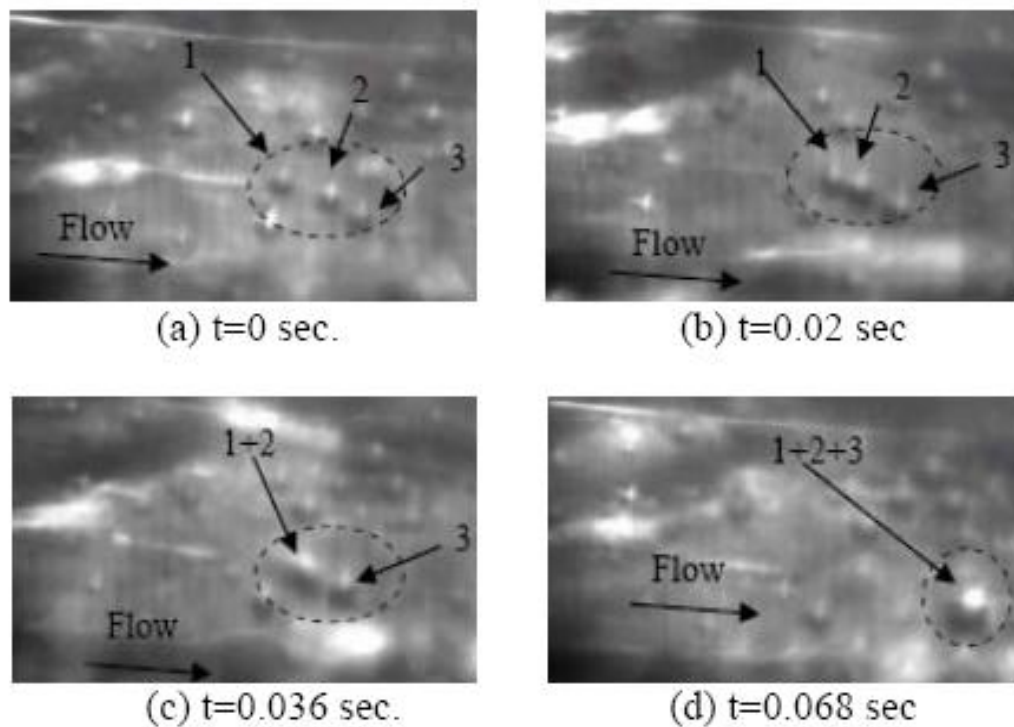 1
2
3
Flow
(a) t=0 sec.
1
2
3
Flow
(b) t=0.02 sec
1+2
3
Flow
(c) t=0.036 sec.
1+2+3
Flow
(d) t=0.068 sec